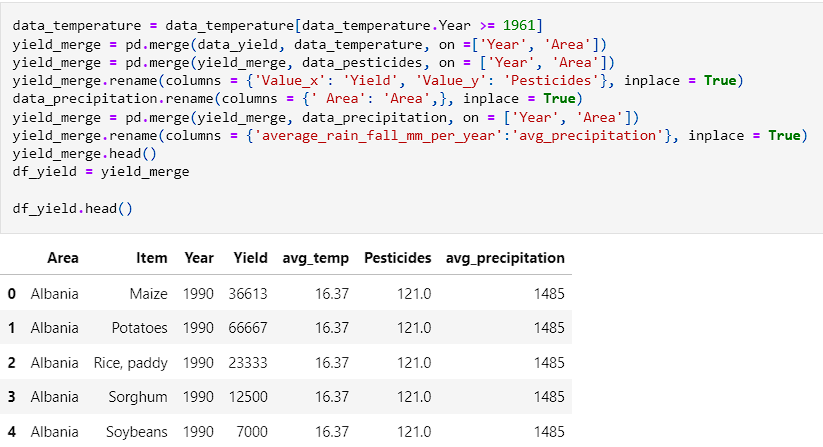 data_temperature = data_temperature[data_temperature.Year >= 1961]
yield_merge = pd.merge(data_yield, data_temperature, on =['Year', 'Area'])
yield_merge = pd.merge(yield_merge, data_pesticides, on = ['Year', 'Area'])
yield_merge.rename(columns = {'Value_x': 'Yield', 'Value_y': 'Pesticides'}, inplace = True)
data_precipitation.rename(columns = {' Area': 'Area',}, inplace = True)
yield_merge = pd.merge(yield_merge, data_precipitation, on = ['Year', 'Area'])
yield_merge.rename(columns = {'average_rain_fall_mm_per_year':'avg_precipitation'}, inplace = True)
yield_merge.head()
df_yield = yield_merge
df_yield.head()
Area Item Year Yield avg_temp Pesticides avg_precipitation
0 Albania Maize 1990 36613 16.37 121.0 1485
1 Albania Potatoes 1990 66667 16.37 121.0 1485
2 Albania Rice, paddy 1990 23333 16.37 121.0 1485
3 Albania Sorghum 1990 12500 16.37 121.0 1485
4 Albania Soybeans 1990 7000 16.37 121.0 1485